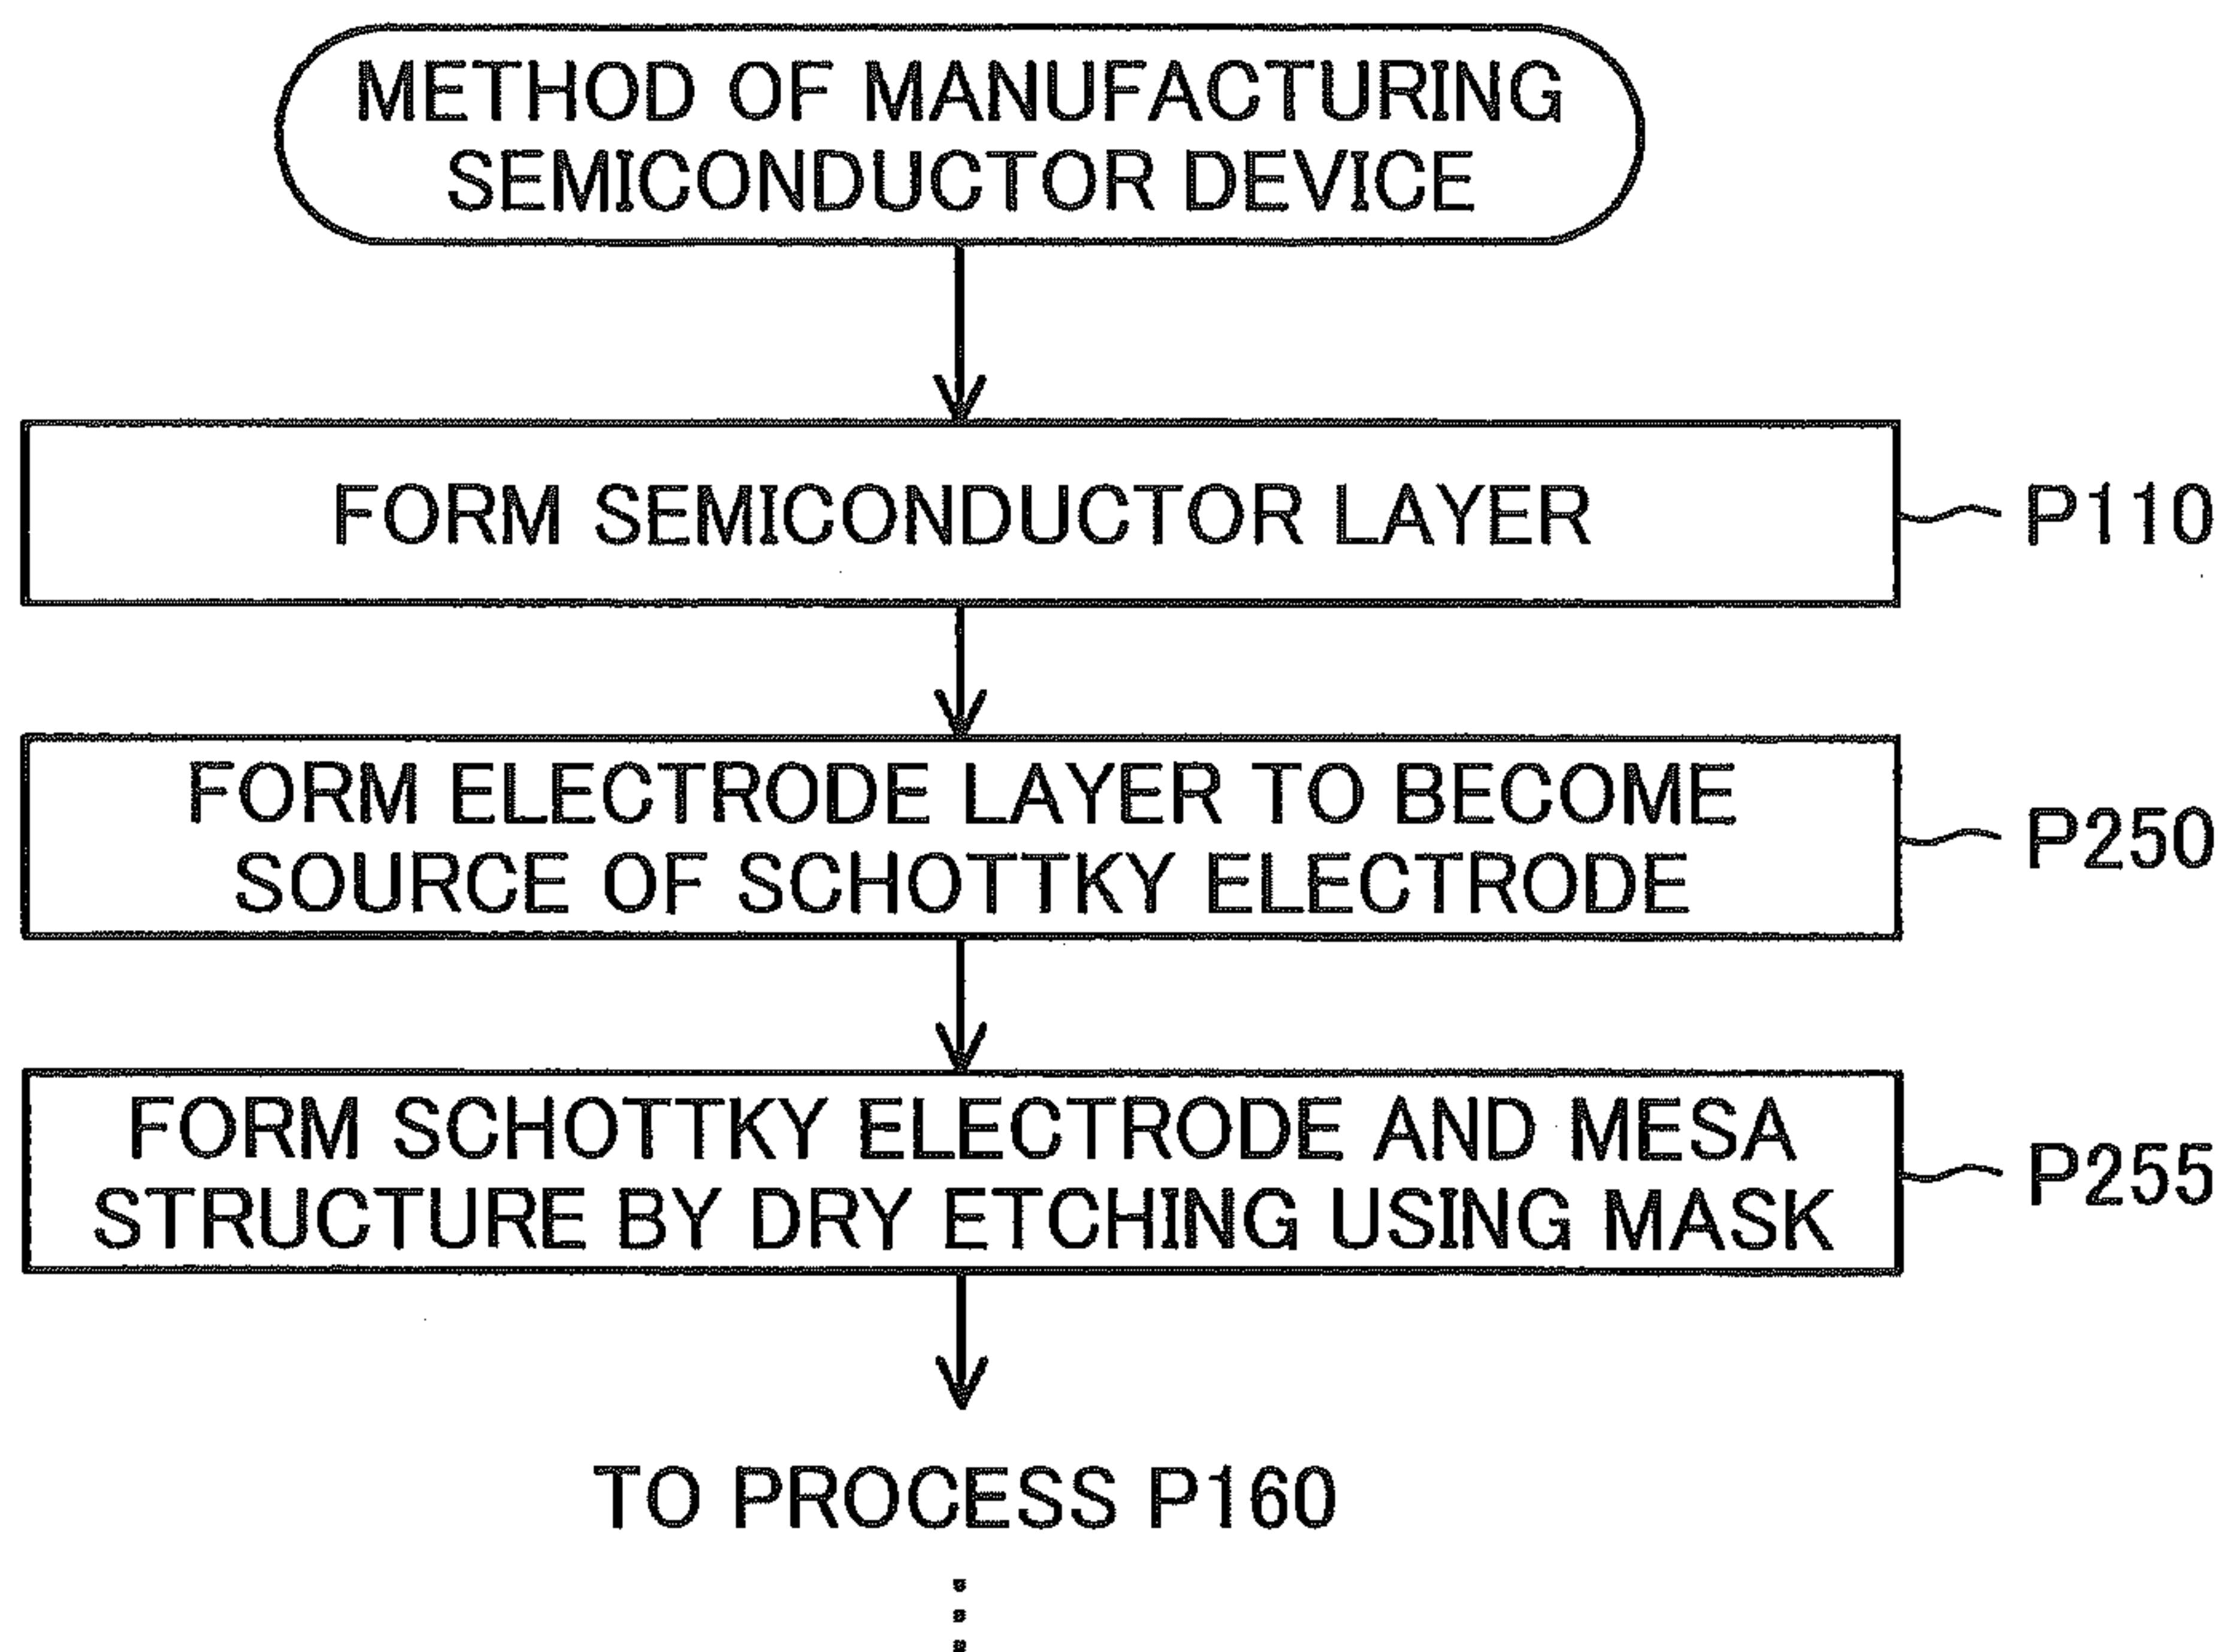 METHOD OF MANUFACTURING
SEMICONDUCTOR DEVICE
FORM SEMICONDUCTOR LAYER
P110
FORM ELECTRODE LAYER TO BECOME
SOURCE OF SCHOTTKY ELECTRODE
P250
FORM SCHOTTKY ELECTRODE AND MESA
STRUCTURE BY DRY ETCHING USING MASK
P255
TO PROCESS P160